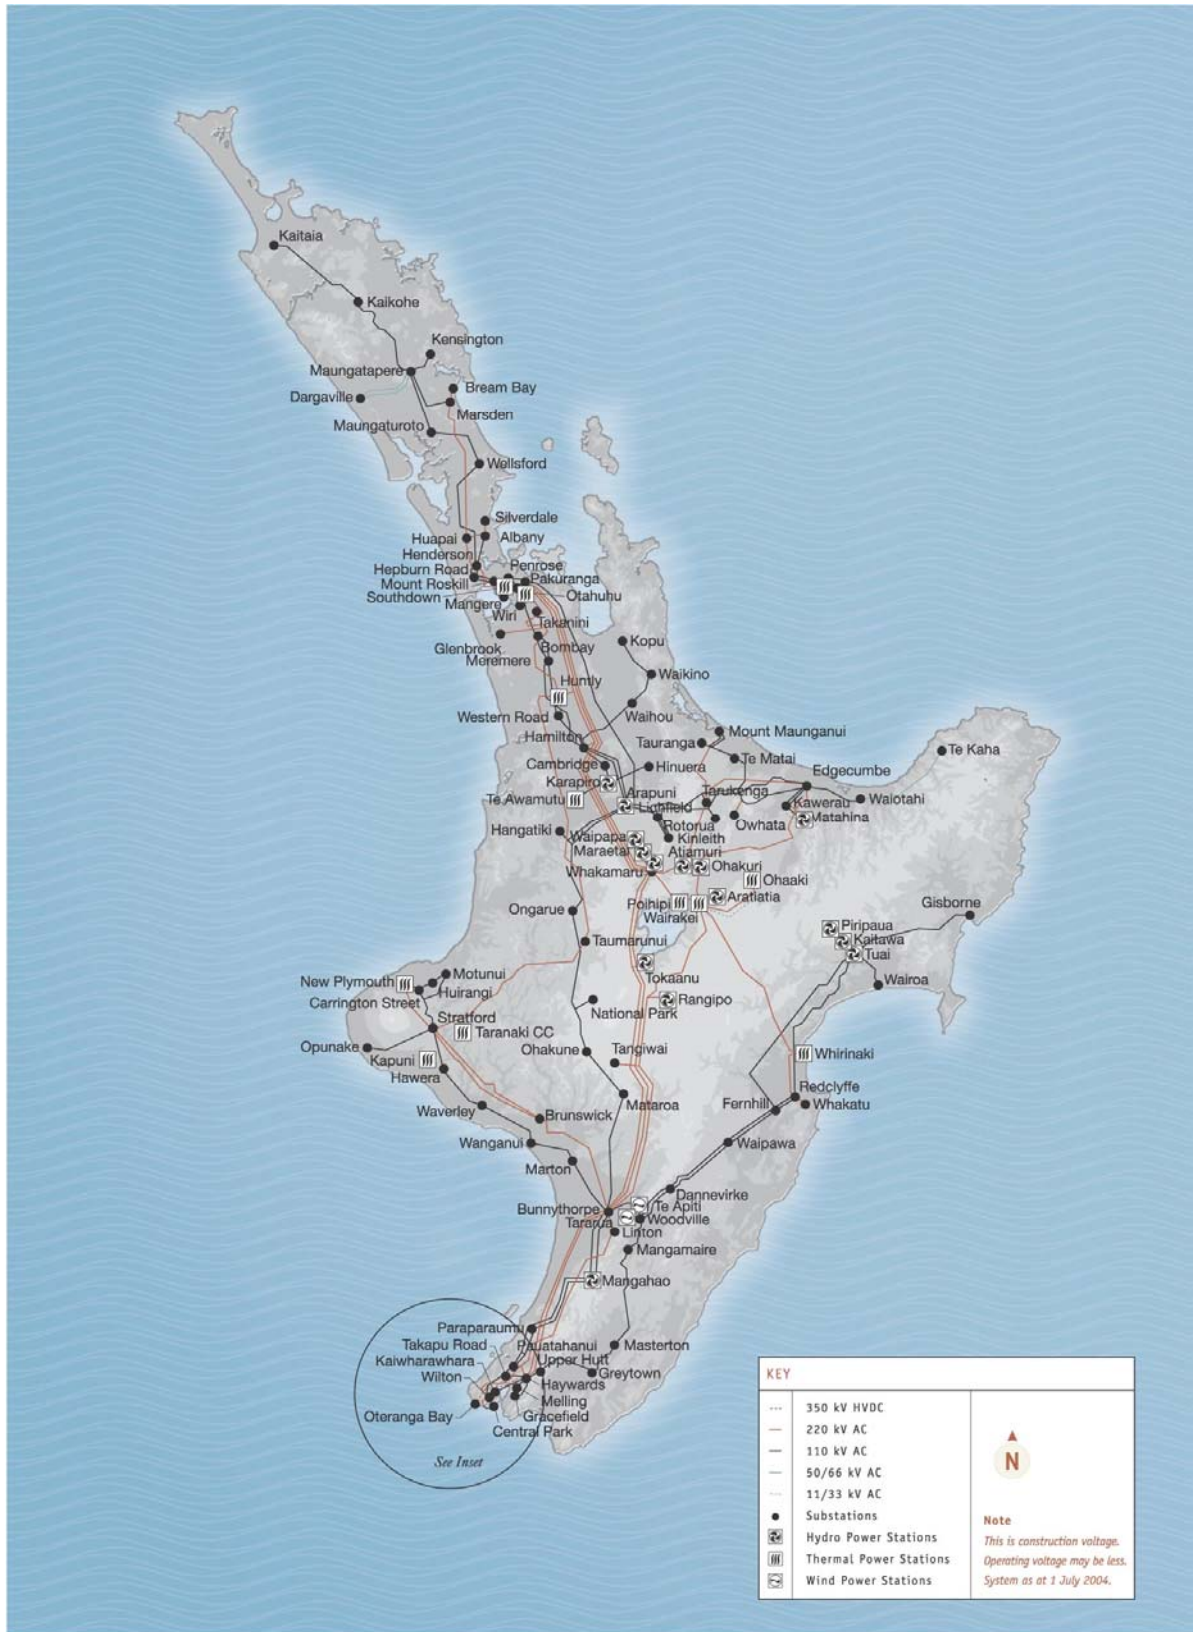 Kaitaia
Kaikohe
Kensington
Maungatapere
Bream Bay
Dargaville
Marsden
Maungaturoto
Wellsford
Silverdale
Huapai
Albany
Henderson
Hepburn Road
Penrose
Mount Roskill
Pakuranga
Southdown
Otahuhu
Mangere
Wiri
Takanini
Glenbrook
Bombay
Kopu
Meremere
Waikino
Huntly
Western Road
Waihou
Hamilton
Tauranga
Mount Maunganui
Te Kaha
Cambridge
Hinuera
Te Matai
Karapiro
Edgecumbe
Te Awamutu
Arapuni
Tarukenga
Lichfield
Kawerau
Waiotahi
Hangatiki
Rotorua
Owhata
Matahina
Waipapa
Kinleith
Maraetai
Atiamuri
Whakamaru
Ohakuri
Ohaaki
Poihipi
Aratiatia
Wairakei
Gisborne
Ongarue
Piripaua
Taumarunui
Kaitawa
Tuai
Tokaanu
Motunui
New Plymouth
Huirangi
Wairoa
Carrington Street
Rangipo
National Park
Stratford
Taranaki CC
Opunake
Ohakune
Tangiwai
Whirinaki
Kapuni
Hawera
Redclyffe
Waverley
Brunswick
Mataroa
Fernhill
Whakatu
Wanganui
Waipawa
Marton
Dannevirke
Bunnythorpe
Te Apiti
Tararua
Woodville
Linton
Mangamaire
Mangahao
Paraparaumu
Takapu Road
Pauatahanui
Masterton
Kaiwharawhara
Upper Hutt
Wilton
Haywards
Greytown
Melling
Oteranga Bay
Gracefield
Central Park
See Inset
KEY
350 kV HVDC
220 kV AC
110 kV AC
50/66 kV AC
11/33 kV AC
Substations
Hydro Power Stations
Thermal Power Stations
Wind Power Stations
N
Note
This is construction voltage.
Operating voltage may be less.
System as at 1 July 2004.